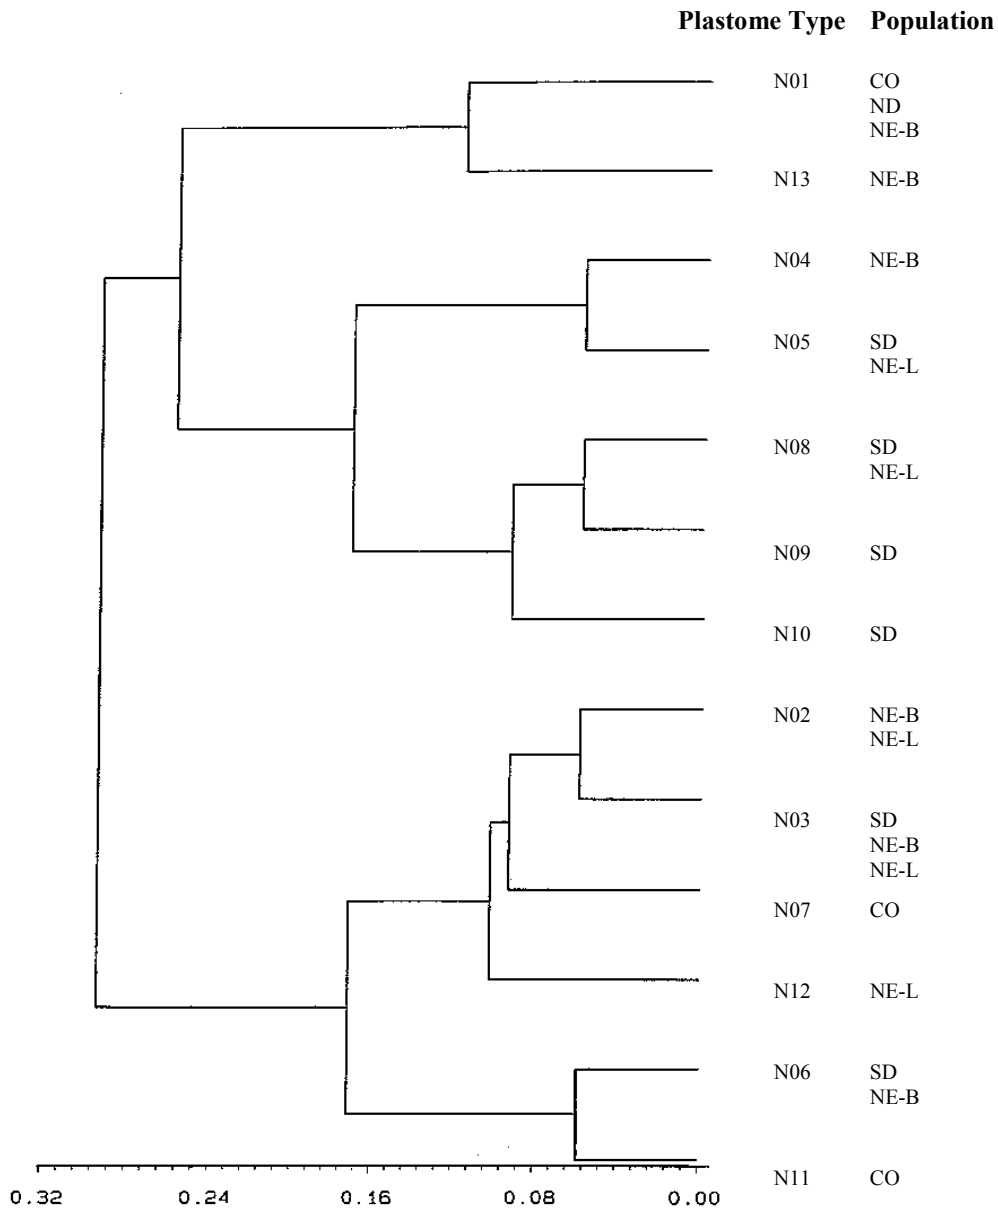 Plastome Type Population
N01 CO
ND
NE-B
N13 NE-B
N04 NE-B
N05 SD
NE-L
N08 SD
NE-L
N09 SD
N10 SD
N02 NE-B
NE-L
N03 SD
NE-B
NE-L
N07 CO
N12 NE-L
N06 SD
NE-B
N11 CO
0.32 0.24 0.16 0.08 0.00